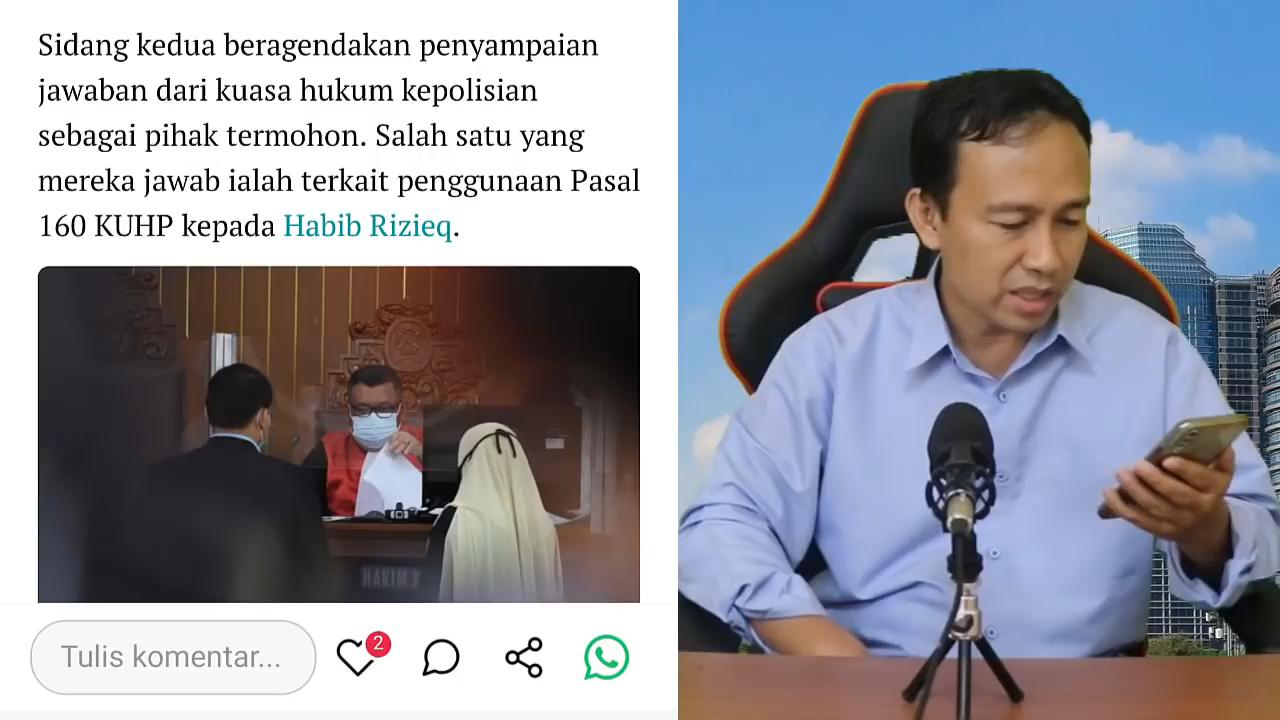 Sidang kedua beragendakan penyampaian
jawaban dari kuasa hukum kepolisian
sebagai pihak termohon. Salah satu yang
mereka jawab ialah terkait penggunaan Pasal
160 KUHP kepada Habib Rizieq.
HAKIM
Tulis komentar...
2